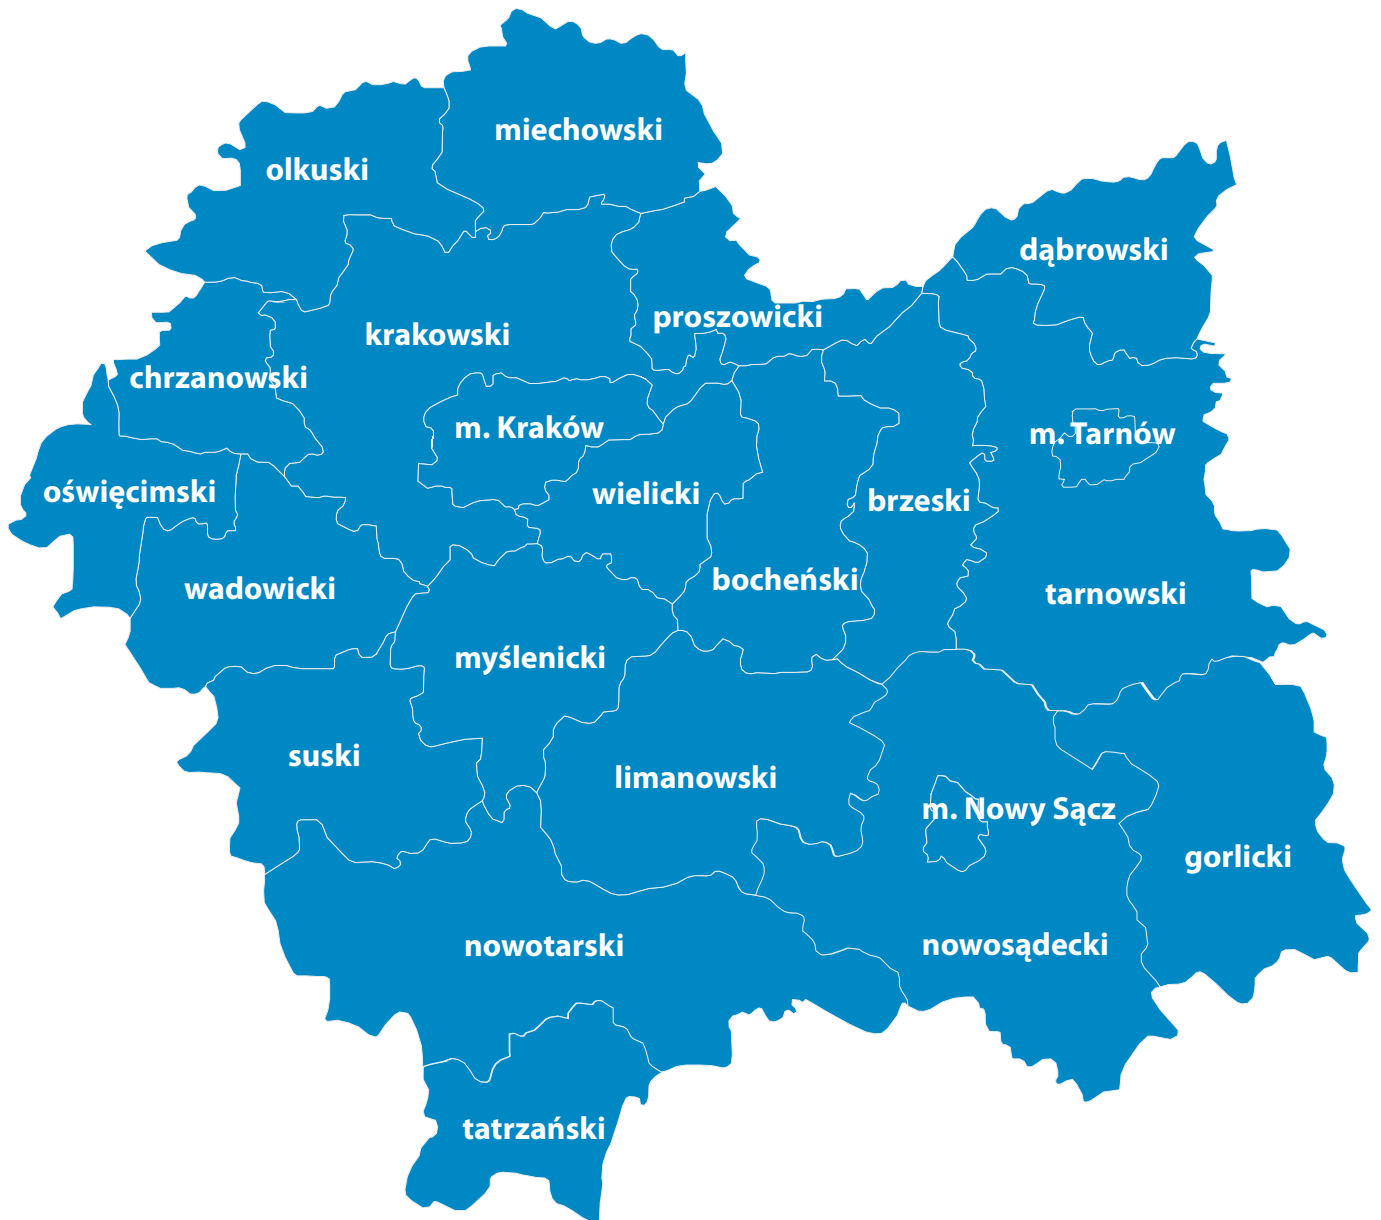 miechowski
olkuski
dąbrowski
proszowicki
krakowski
chrzanowski
m. Kraków
m. Tarnów
oświęcimski
wielicki
brzeski
bocheński
wadowicki
tarnowski
myślenicki
suski
limanowski
m. Nowy Sącz
gorlicki
nowotarski
nowosądecki
tatrzański